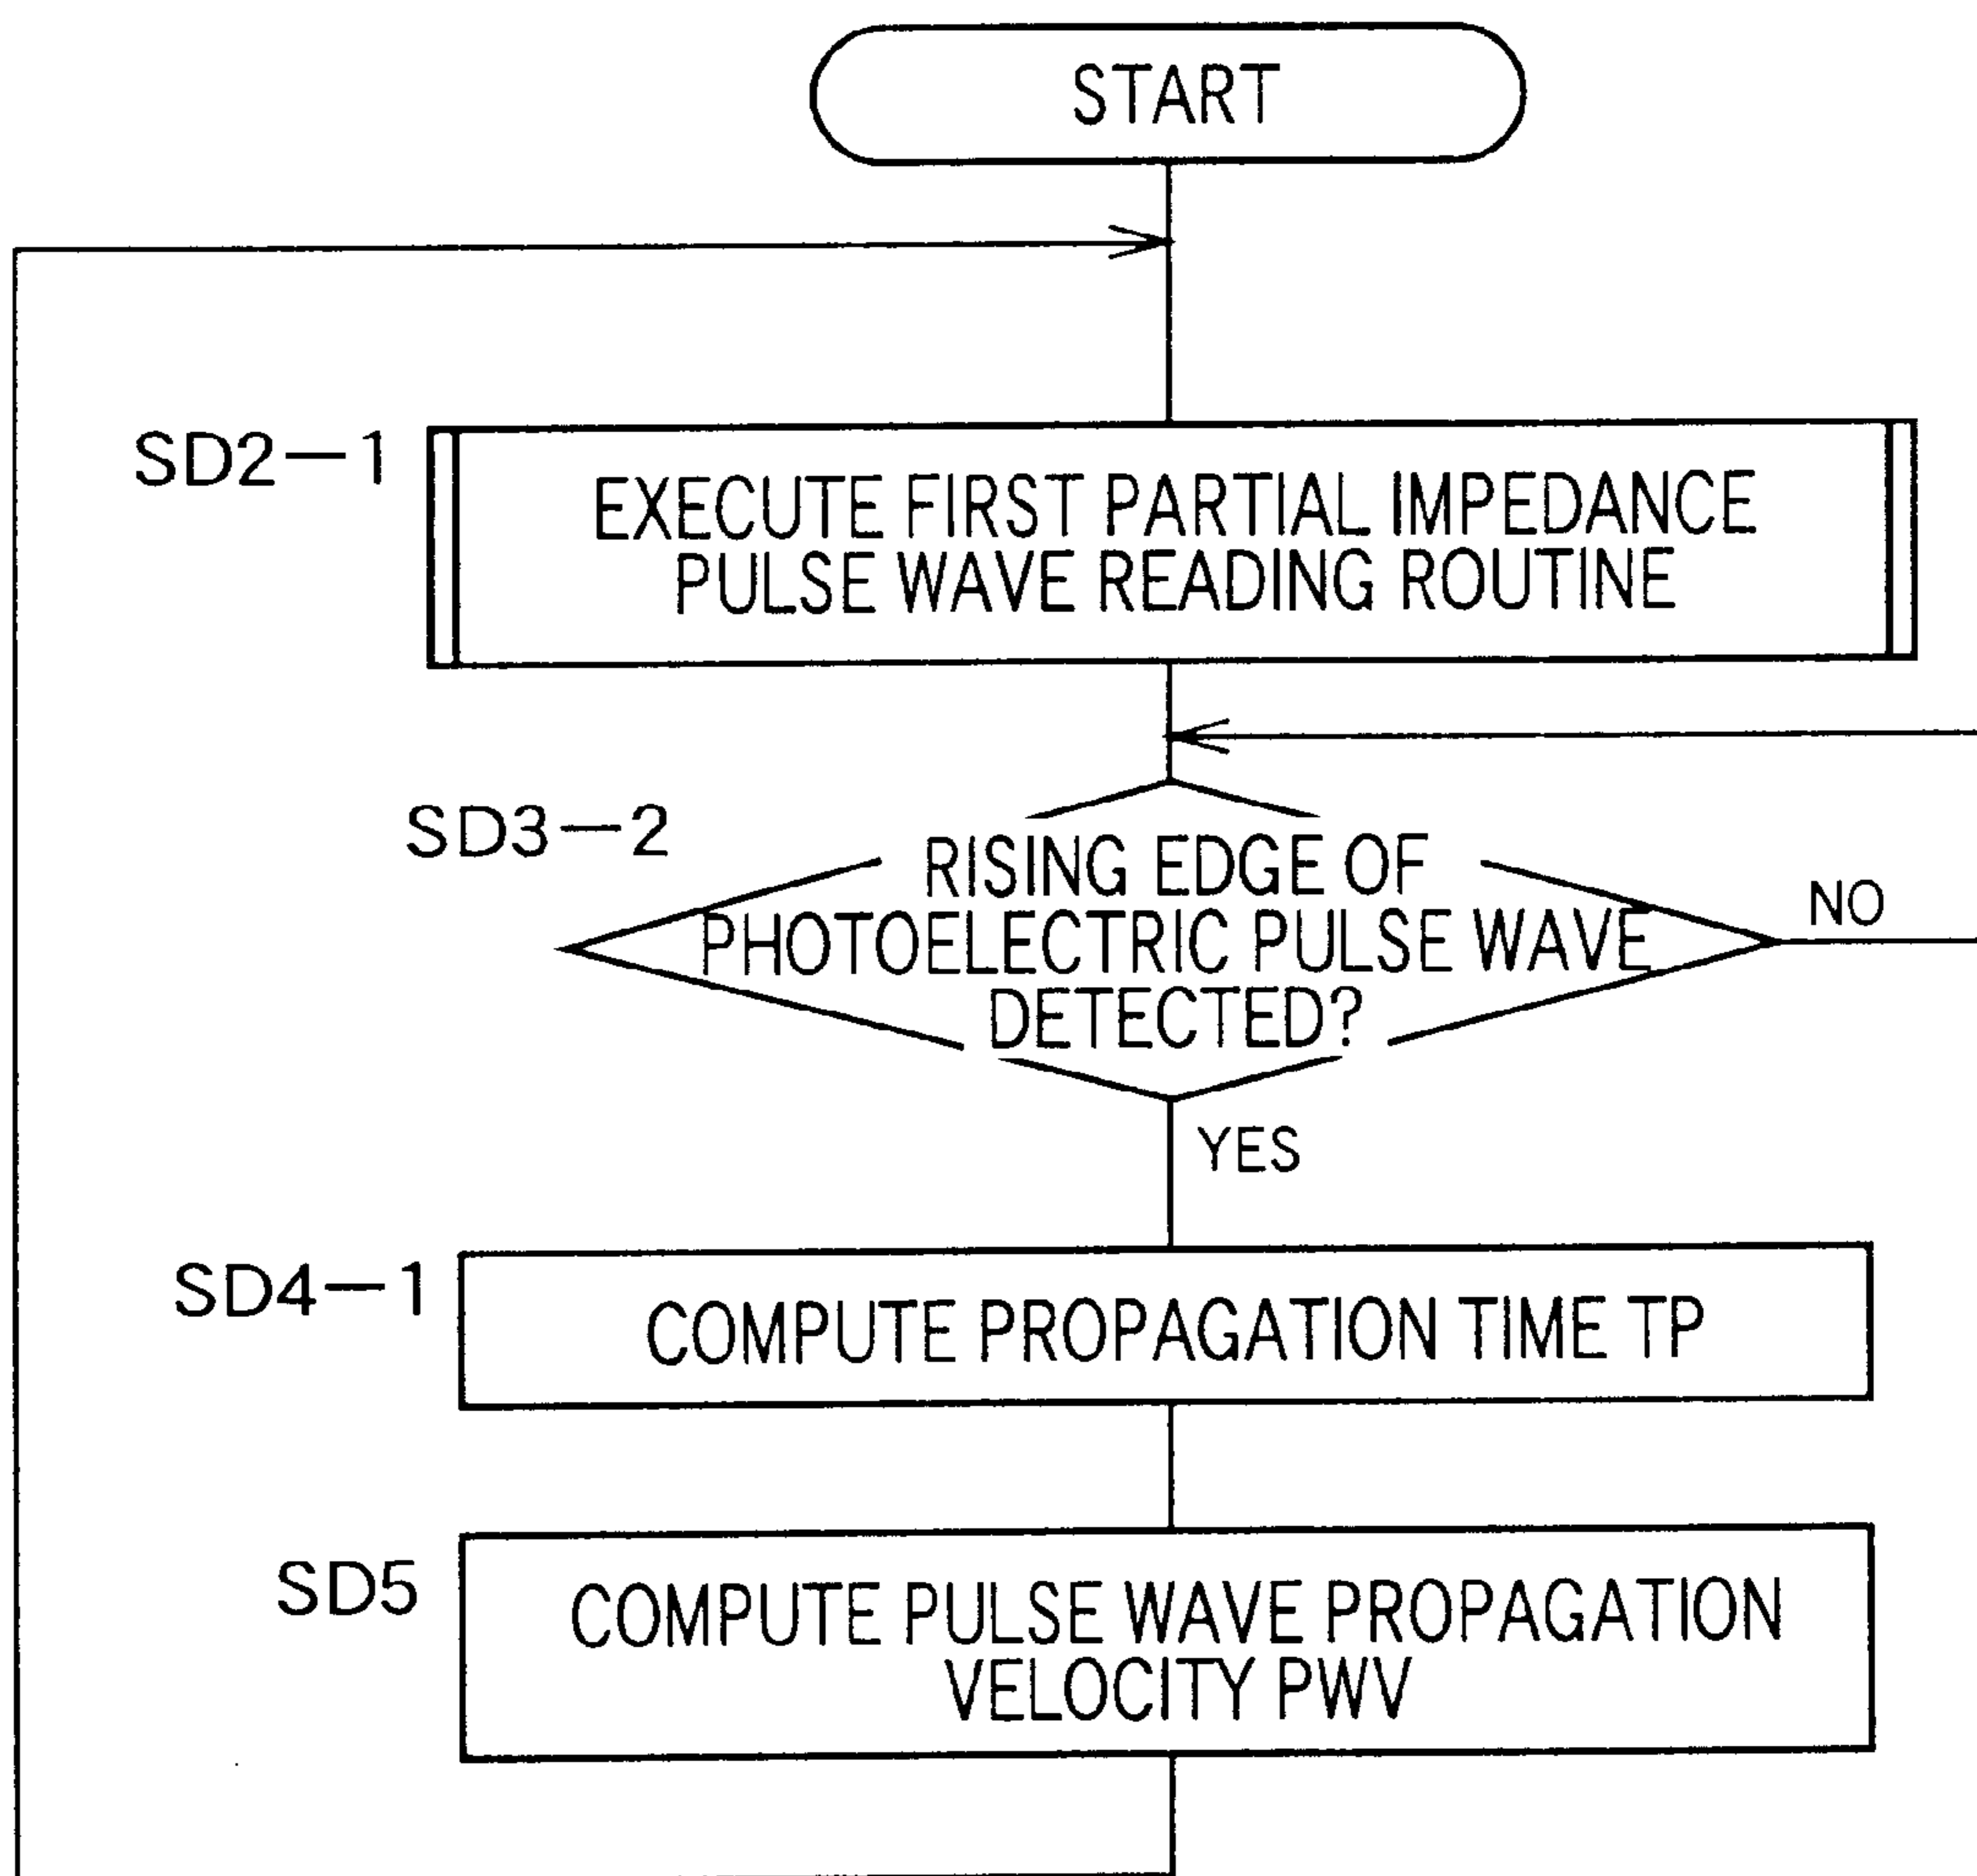 START
SD2-1
EXECUTE FIRST PARTIAL IMPEDANCE
PULSE WAVE READING ROUTINE
SD3-2
RISING EDGE OF
PHOTOELECTRIC PULSE WAVE
DETECTED?
NO
YES
SD4-1
COMPUTE PROPAGATION TIME TP
SD5
COMPUTE PULSE WAVE PROPAGATION
VELOCITY PWV